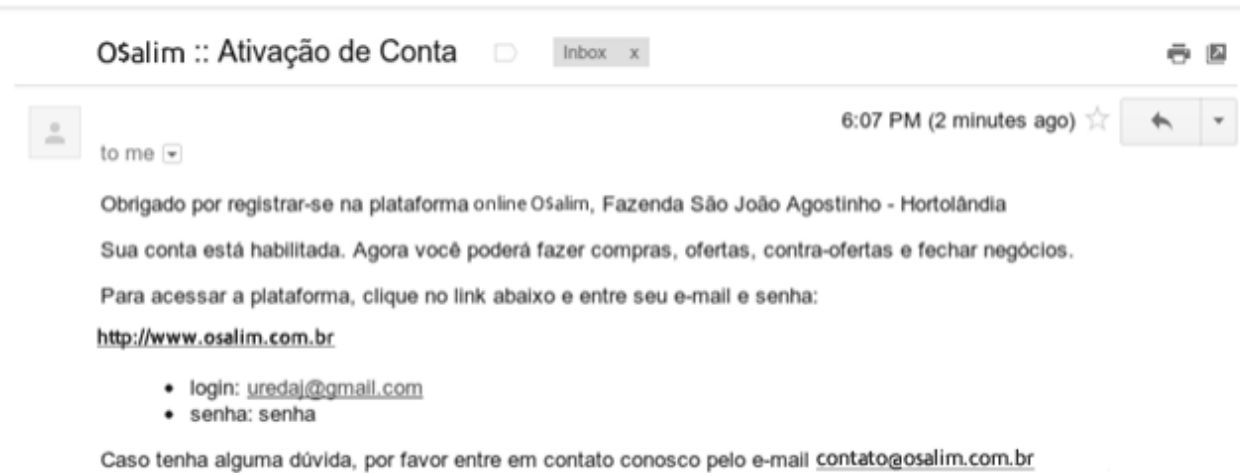 O$alim :: Ativação de Conta Inbox x
6:07 PM (2 minutes ago)
to me
Obrigado por registrar-se na plataforma online O$alim, Fazenda São João Agostinho - Hortolândia
Sua conta está habilitada. Agora você poderá fazer compras, ofertas, contra-ofertas e fechar negócios.
Para acessar a plataforma, clique no link abaixo e entre seu e-mail e senha:
http://www.osalim.com.br
• login: uredaj@gmail.com
• senha: senha
Caso tenha alguma dúvida, por favor entre em contato conosco pelo e-mail contato@osalim.com.br